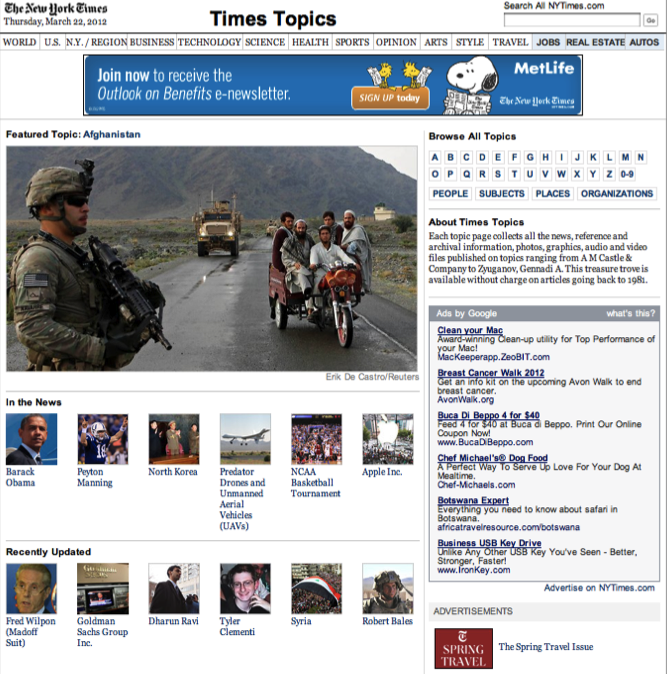 The New York Times
Thursday, March 22, 2012
Times Topics
Search All NYTimes.com
Go
WORLD U.S. N.Y. / REGION BUSINESS TECHNOLOGY SCIENCE HEALTH SPORTS OPINION ARTS STYLE TRAVEL JOBS REAL ESTATE AUTOS
Join now to receive the
Outlook on Benefits e-newsletter.
SIGN UP today
MetLife
The New York Times
Featured Topic: Afghanistan
Erik De Castro/Reuters
In the News
Barack
Obama
Peyton
Manning
North Korea
Predator
Drones and
Unmanned
Aerial
Vehicles
(UAVs)
NCAA
Basketball
Tournament
Apple Inc.
Recently Updated
Fred Wilpon
(Madoff
Suit)
Goldman
Sachs Group
Inc.
Dharun Ravi
Tyler
Clementi
Syria
Robert Bales
Browse All Topics
A B C D E F G H I J K L M N
O P Q R S T U V W X Y Z 0-9
PEOPLE SUBJECTS PLACES ORGANIZATIONS
About Times Topics
Each topic page collects all the news, reference and
archival information, photos, graphics, audio and video
files published on topics ranging from A M Castle &
Company to Zyuganov, Gennadi A. This treasure trove is
available without charge on articles going back to 1981.
Ads by Google what's this?
Clean your Mac
Award-winning Clean-up utility for Top Performance of
your Mac!
MacKeeperapp.ZeoBIT.com
Breast Cancer Walk 2012
Get an info kit on the upcoming Avon Walk to end
breast cancer.
AvonWalk.org
Buca Di Beppo 4 for $40
Feed 4 for $40 at Buca di Beppo. Print Our Online
Coupon Now!
www.BucaDiBeppo.com
Chef Michael's® Dog Food
A Perfect Way To Serve Up Love For Your Dog At
Mealtime.
Chef-Michaels.com
Botswana Expert
Everything you need to know about safari in
Botswana.
africatravelresource.com/botswana
Business USB Key Drive
Unlike Any Other USB Key You've Seen - Better,
Stronger, Faster!
www.IronKey.com
Advertise on NYTimes.com
ADVERTISEMENTS
SPRING
TRAVEL
The Spring Travel Issue